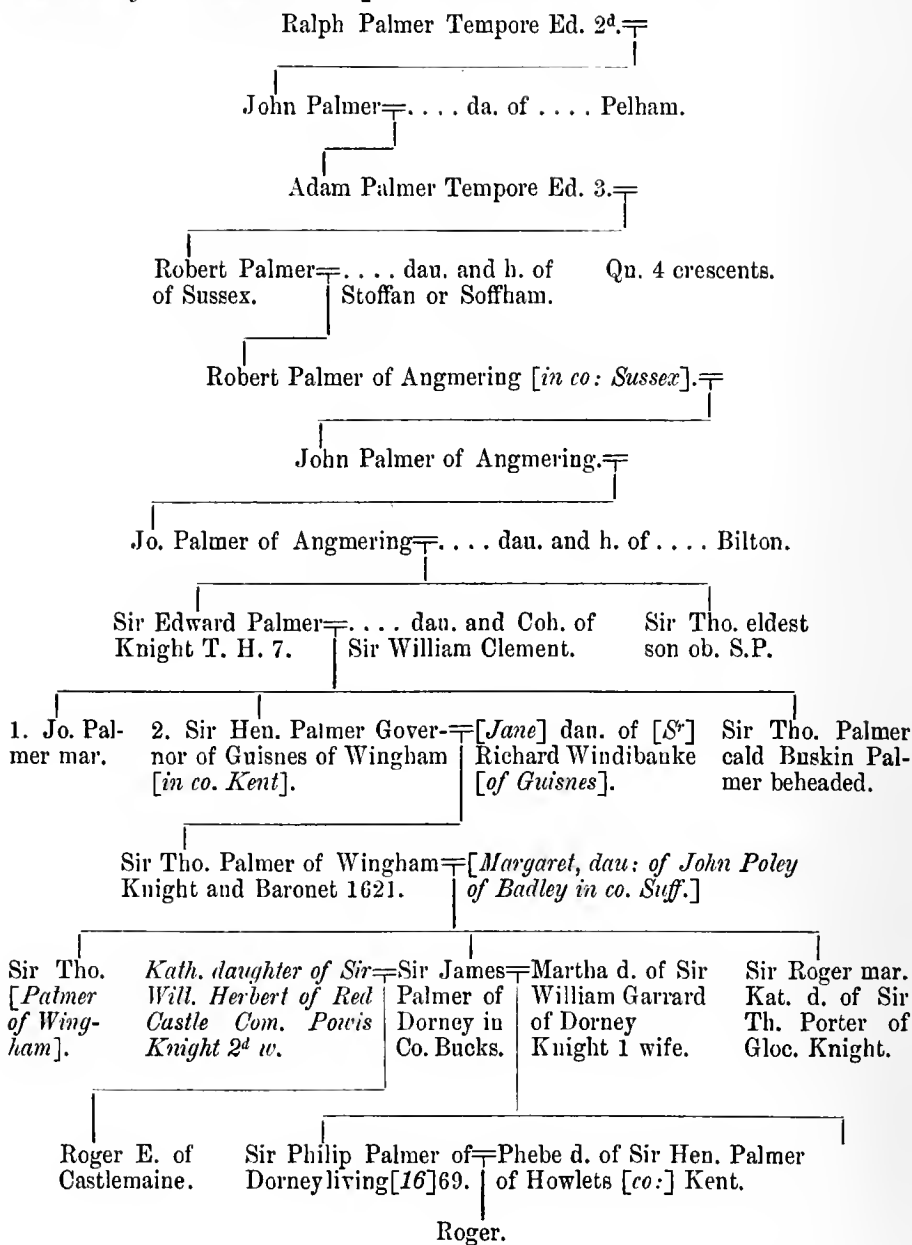 Ralph Palmer Tempore Ed. 2d.
John Palmer=. . . . da. of . . . . Pelham.
Adam Palmer Tempore Ed. 3.=
Robert Palmer=. . . . dau. and h. of Qu. 4 crescents.
of Sussex. Stoffan or Soffham.
Robert Palmer of Angmering [in co: Sussex].=
John Palmer of Angmering.=
Jo. Palmer of Angmering=. . . . dau. and h. of . . . . Bilton.
Sir Edward Palmer=. . . . dau. and Coh. of Sir Tho. eldest
Knight T. H. 7. Sir William Clement. son ob. S.P.
1. Jo. Pal- 2. Sir Hen. Palmer Gover-=[Jane] dau. of [Sr] Sir Tho. Palmer
mer mar. nor of Guisnes of Wingham Richard Windibanke cald Buskin Pal-
[in co. Kent]. [of Guisnes]. mer beheaded.
Sir Tho. Palmer of Wingham=[Margaret, dau: of John Poley
Knight and Baronet 1621. of Badley in co. Suff.]
Sir Tho. Kath. daughter of Sir=Sir James=Martha d. of Sir Sir Roger mar.
[Palmer Will. Herbert of Red Palmer of William Garrard Kat. d. of Sir
of Wing- Castle Com. Powis Dorney in of Dorney Th. Porter of
ham]. Knight 2d w. Co. Bucks. Knight 1 wife. Gloc. Knight.
Roger E. of Sir Philip Palmer of=Phebe d. of Sir Hen. Palmer
Castlemaine. Dorney living [16]69. of Howlets [co:] Kent.
Roger.